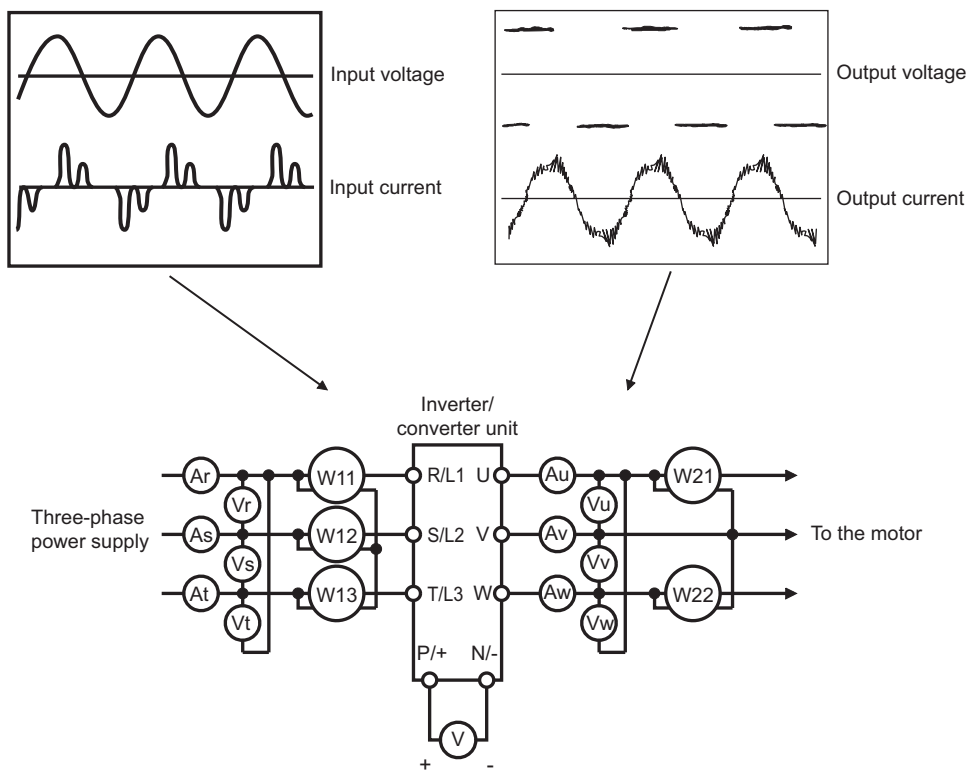 Input voltage
Input current
Output voltage
Output current
Inverter/
converter unit
Three-phase
power supply
Ar
As
At
Vr
Vs
Vt
W11
W12
W13
R/L1
S/L2
T/L3
U
V
W
P/+
N/-
Au
Av
Aw
Vu
Vv
Vw
W21
W22
To the motor
V
+
-